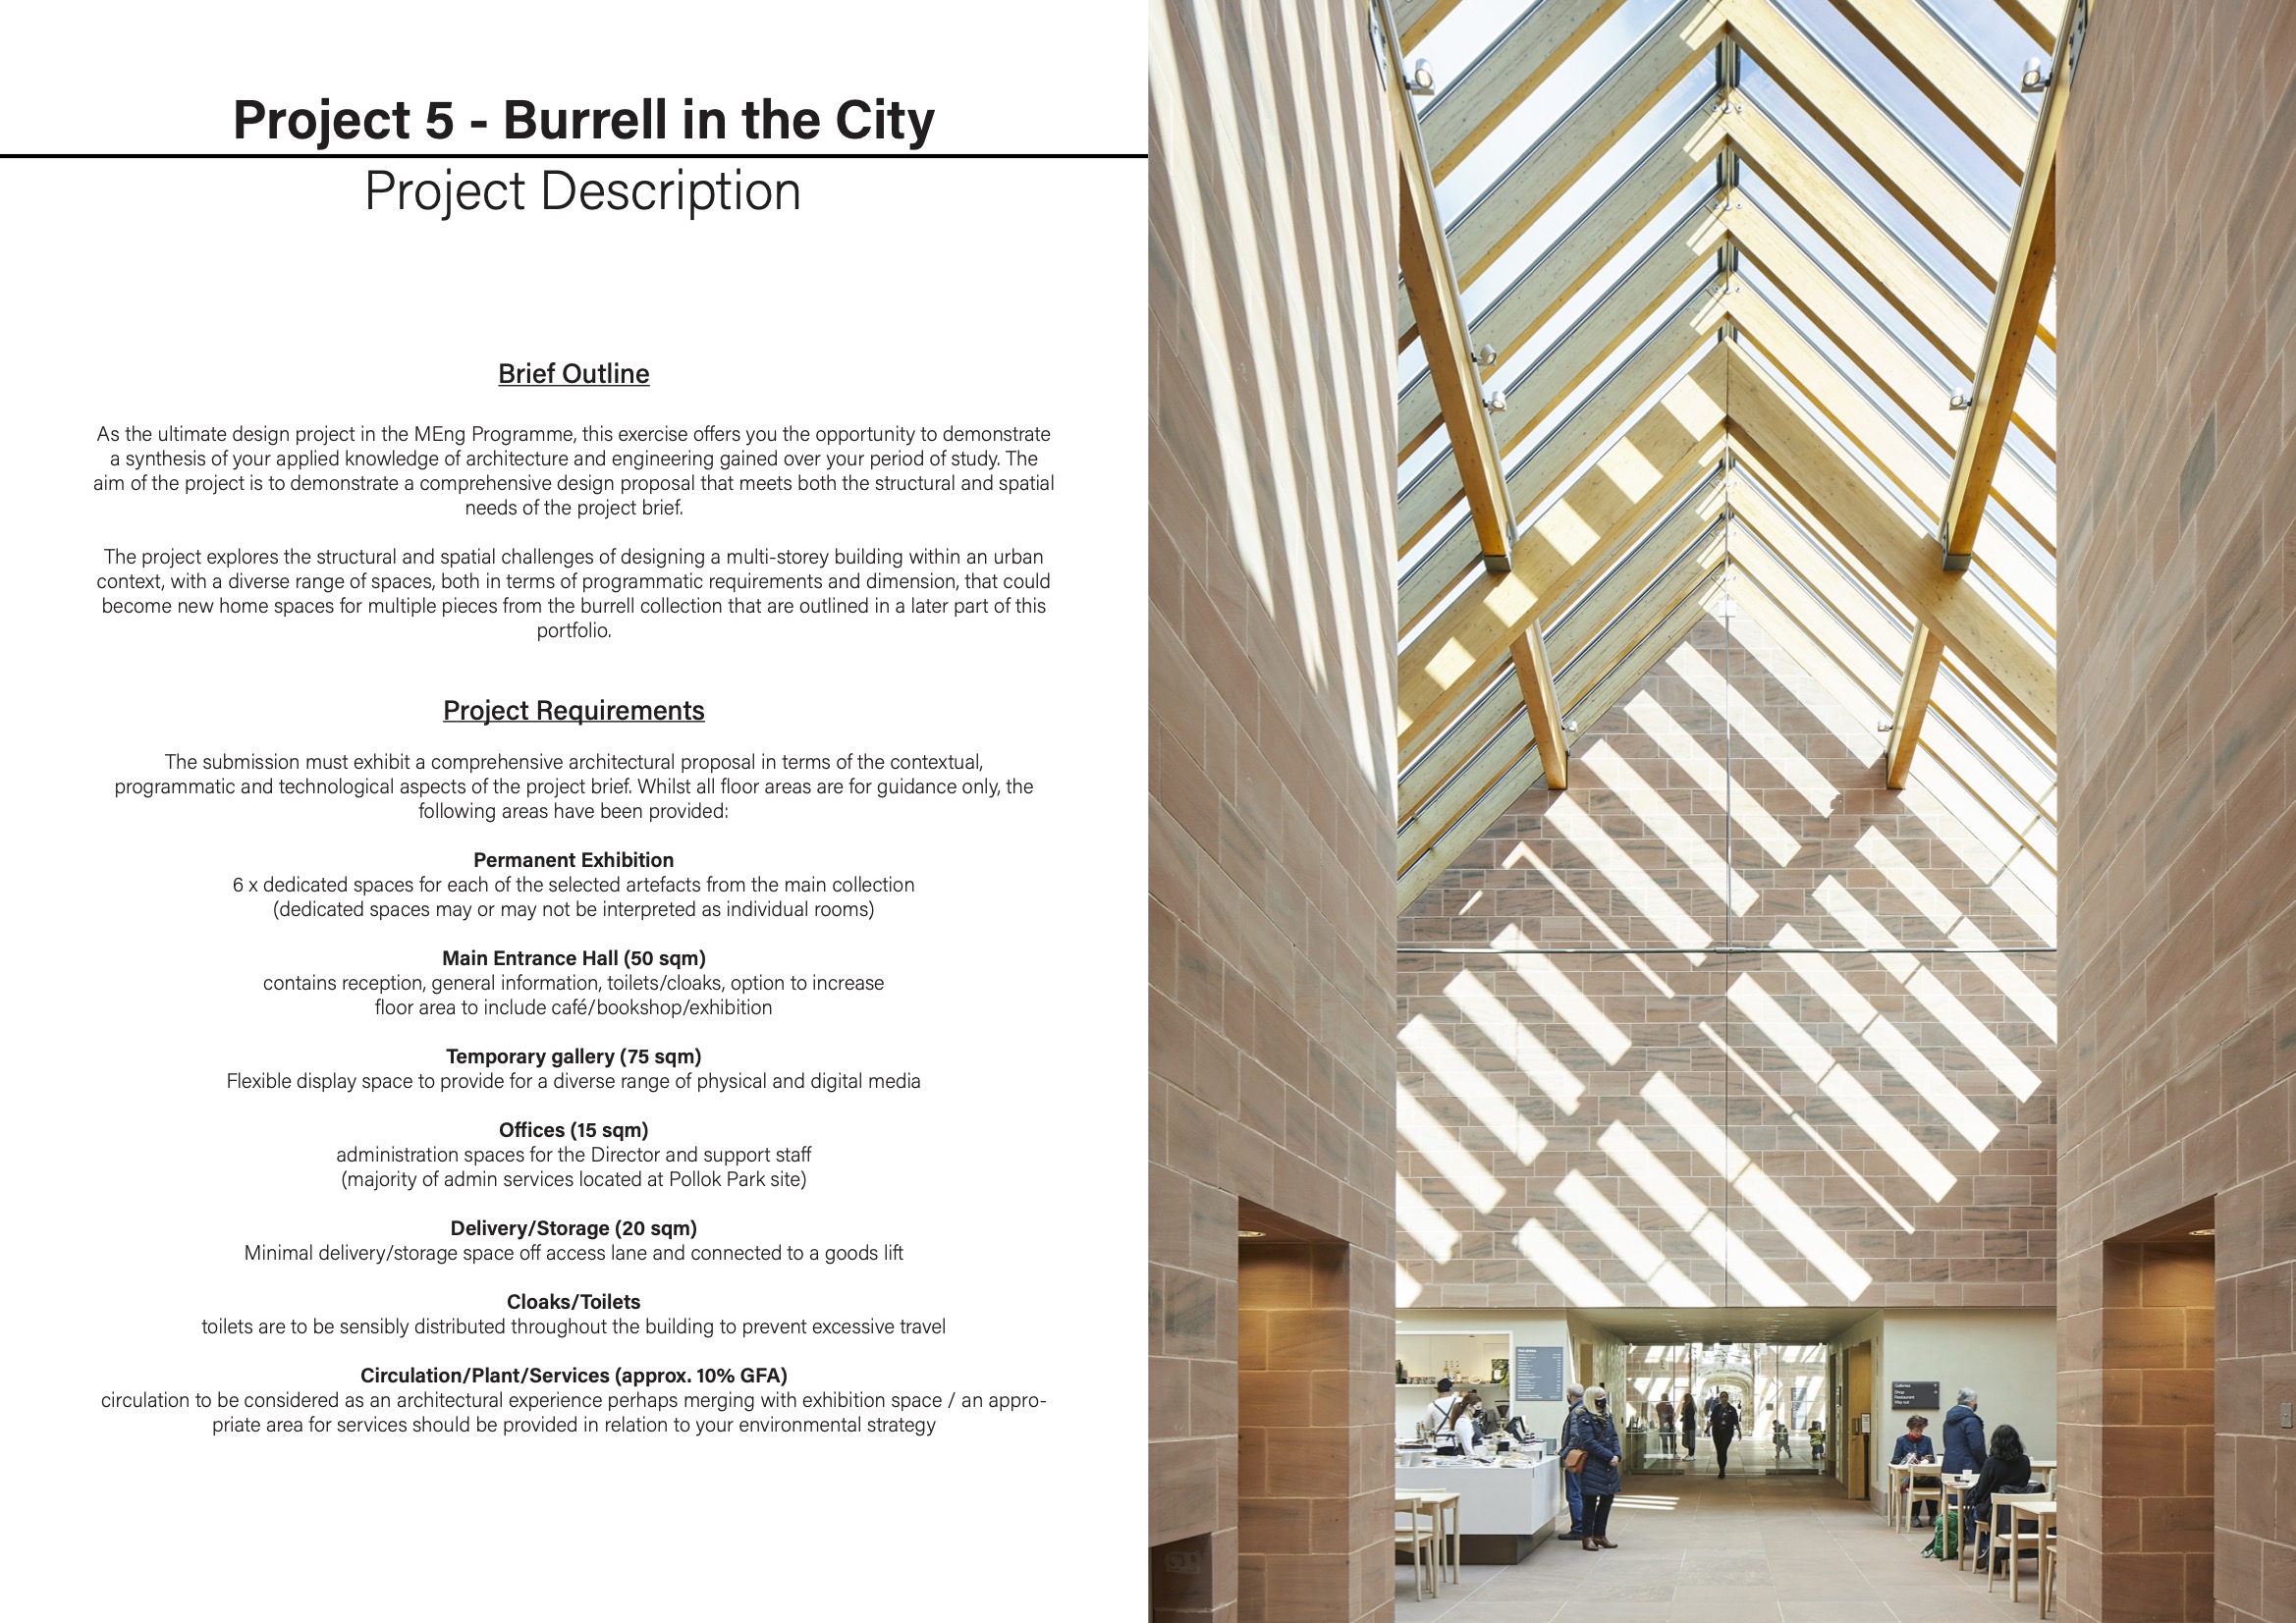 Project 5 - Burrell in the City
Project Description
Brief Outline
As the ultimate design project in the MEng Programme, this exercise offers you the opportunity to demonstrate
a synthesis of your applied knowledge of architecture and engineering gained over your period of study. The
aim of the project is to demonstrate a comprehensive design proposal that meets both the structural and spatial
needs of the project brief.
The project explores the structural and spatial challenges of designing a multi-storey building within an urban
context, with a diverse range of spaces, both in terms of programmatic requirements and dimension, that could
become new home spaces for multiple pieces from the burrell collection that are outlined in a later part of this
portfolio.
Project Requirements
The submission must exhibit a comprehensive architectural proposal in terms of the contextual,
programmatic and technological aspects of the project brief. Whilst all floor areas are for guidance only, the
following areas have been provided:
Permanent Exhibition
6 x dedicated spaces for each of the selected artefacts from the main collection
(dedicated spaces may or may not be interpreted as individual rooms)
Main Entrance Hall (50 sqm)
contains reception, general information, toilets/cloaks, option to increase
floor area to include café/bookshop/exhibition
Temporary gallery (75 sqm)
Flexible display space to provide for a diverse range of physical and digital media
Offices (15 sqm)
administration spaces for the Director and support staff
(majority of admin services located at Pollok Park site)
Delivery/Storage (20 sqm)
Minimal delivery/storage space off access lane and connected to a goods lift
Cloaks/Toilets
toilets are to be sensibly distributed throughout the building to prevent excessive travel
Circulation/Plant/Services (approx. 10% GFA)
circulation to be considered as an architectural experience perhaps merging with exhibition space / an appro-
priate area for services should be provided in relation to your environmental strategy
Galleries
Shop
Restaurant
Way out